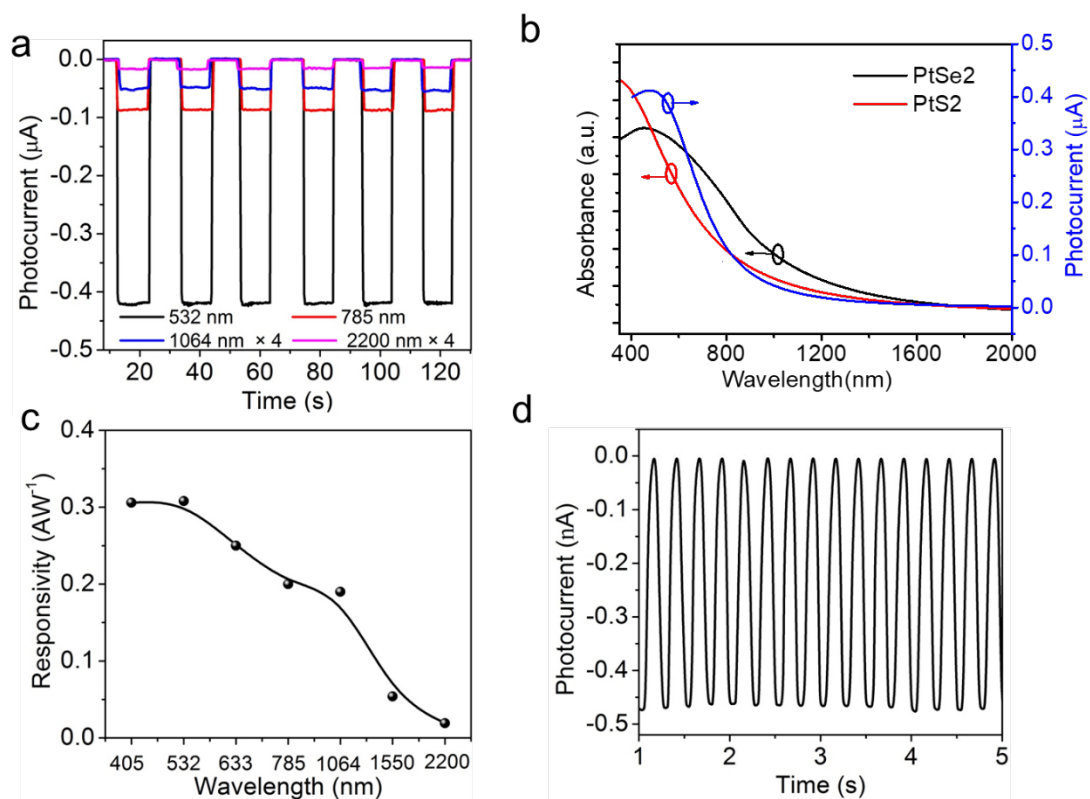 a
Photocurrent (μA)
0.0
-0.1
-0.2
-0.3
-0.4
-0.5
532 nm
785 nm
1064 nm × 4
2200 nm × 4
20 40 60 80 100 120
Time (s)
b
Absorbance (a.u.)
PtSe2
PtS2
0.5
0.4
0.3
0.2
0.1
0.0
Photocurrent (μA)
400 800 1200 1600 2000
Wavelength(nm)
c
Responsivity (AW⁻¹)
0.4
0.3
0.2
0.1
0.0
405 532 633 785 1064 1550 2200
Wavelength (nm)
d
Photocurrent (nA)
0.0
-0.1
-0.2
-0.3
-0.4
-0.5
1 2 3 4 5
Time (s)